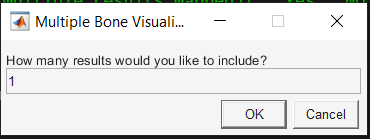 Multiple Bone Visuali...
How many results would you like to include?
1
OK
Cancel